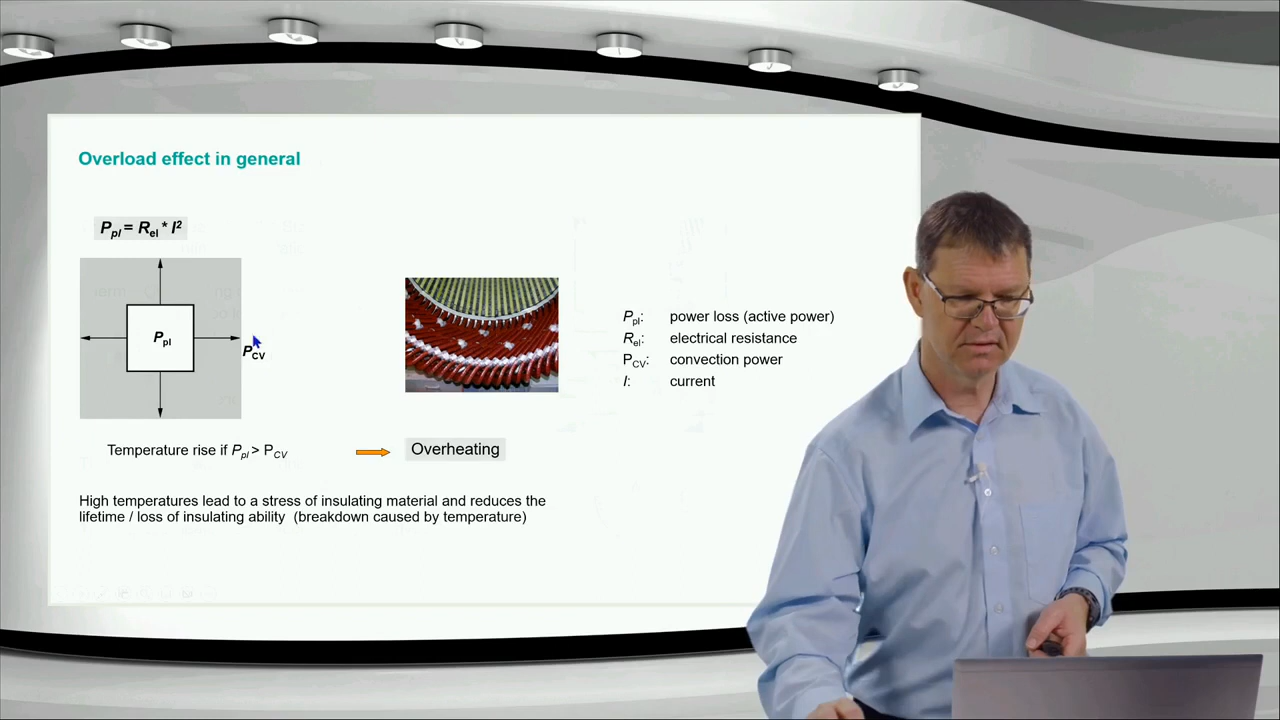 Overload effect in general
P_pl = R_el * I²
P_pl
P_CV
P_pl: power loss (active power)
R_el: electrical resistance
P_CV: convection power
I: current
Temperature rise if P_pl > P_CV
Overheating
High temperatures lead to a stress of insulating material and reduces the
lifetime / loss of insulating ability (breakdown caused by temperature)